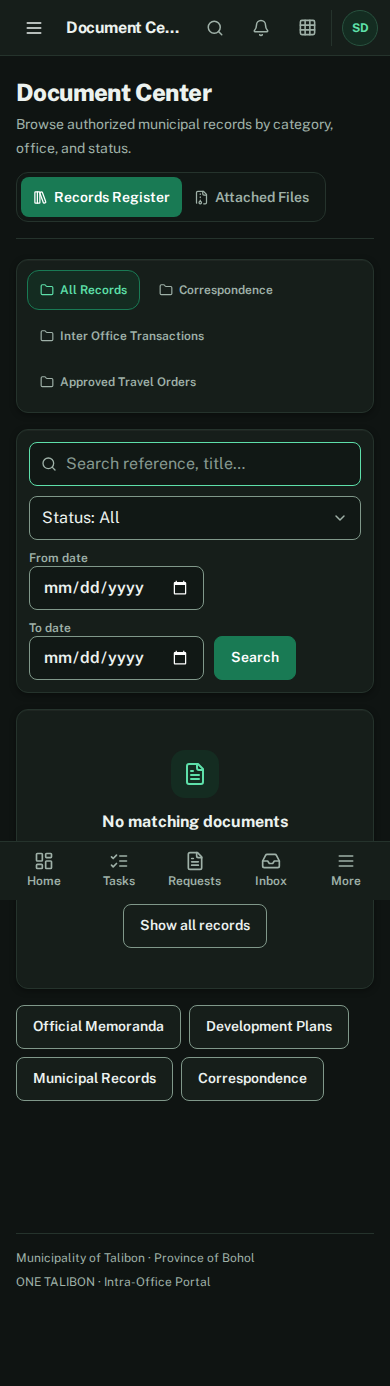 Document Ce...
SD
Document Center
Browse authorized municipal records by category,
office, and status.
Records Register
Attached Files
All Records
Correspondence
Inter Office Transactions
Approved Travel Orders
Search reference, title...
Status: All
From date
mm/dd/yyyy
To date
mm/dd/yyyy
Search
No matching documents
Home
Tasks
Requests
Inbox
More
Show all records
Official Memoranda
Development Plans
Municipal Records
Correspondence
Municipality of Talibon · Province of Bohol
ONE TALIBON · Intra-Office Portal